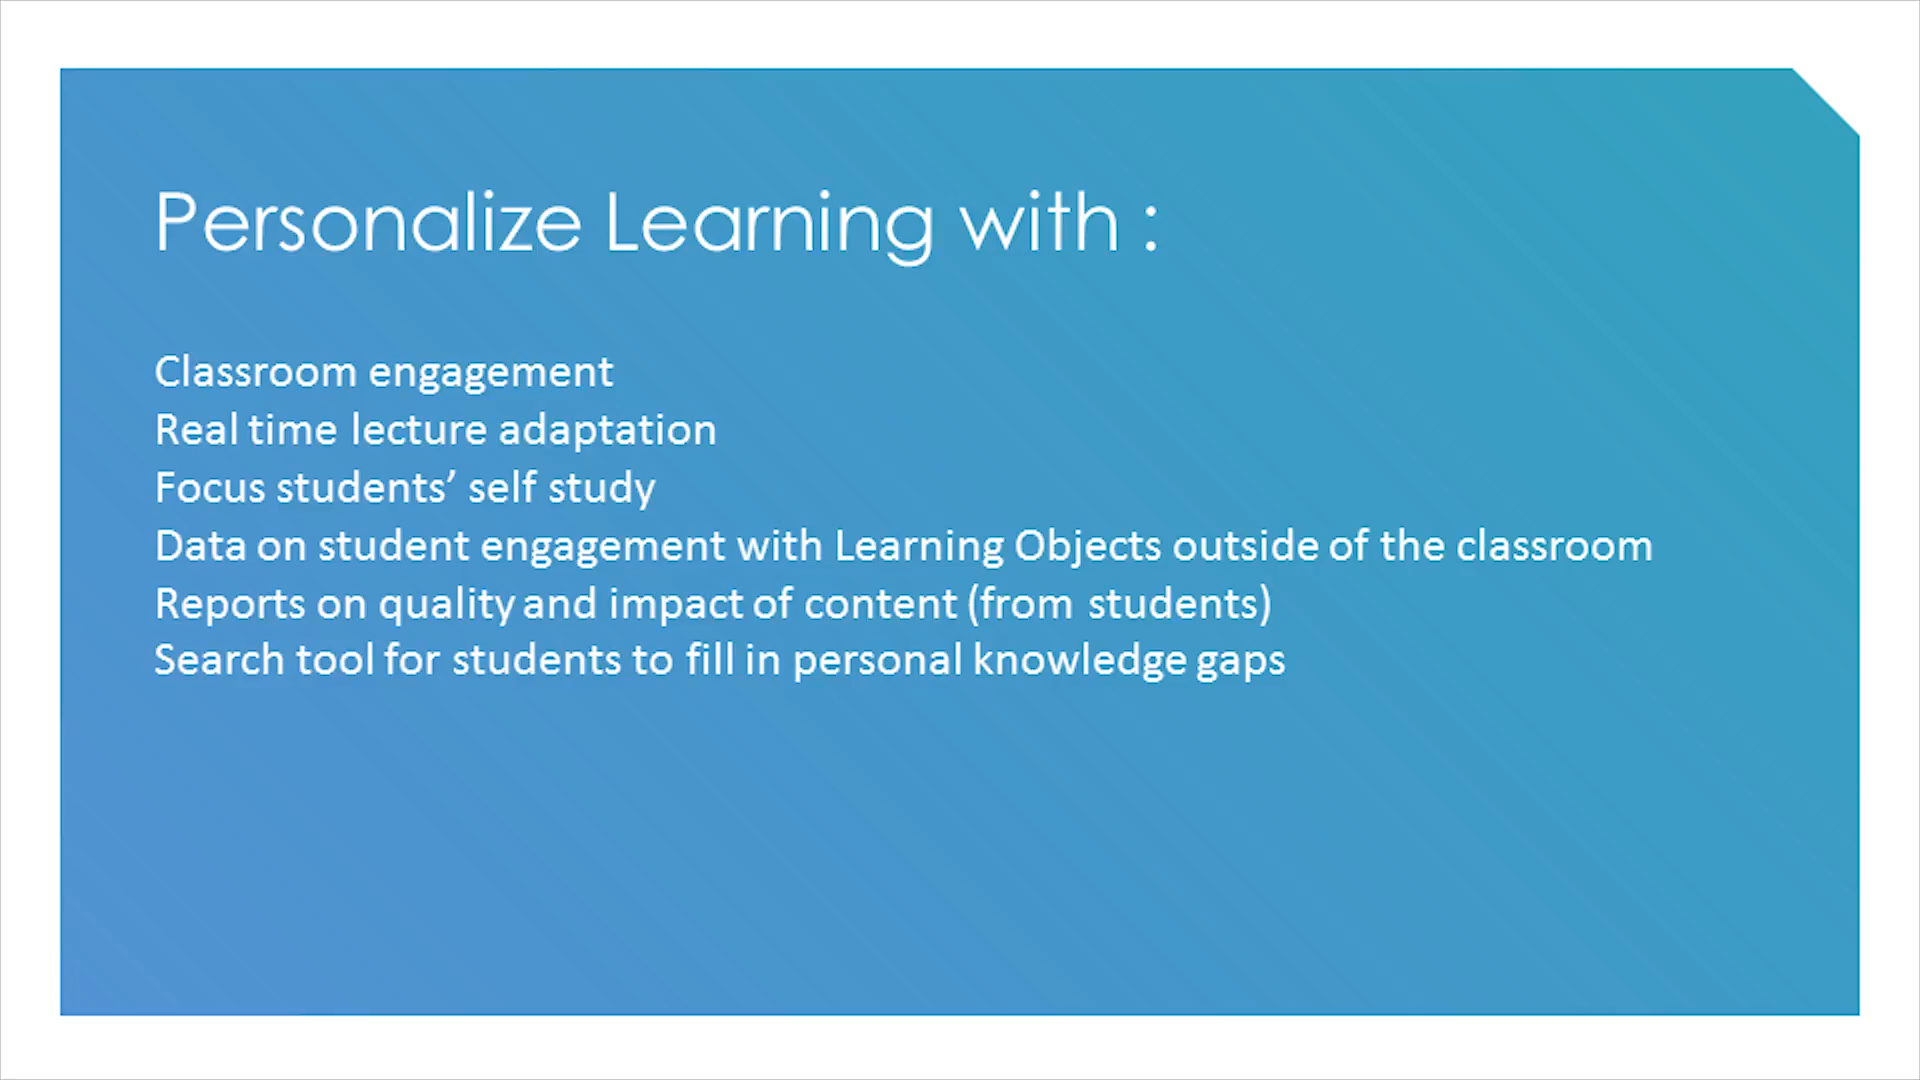 Personalize Learning with :
Classroom engagement
Real time lecture adaptation
Focus students’ self study
Data on student engagement with Learning Objects outside of the classroom
Reports on quality and impact of content (from students)
Search tool for students to fill in personal knowledge gaps